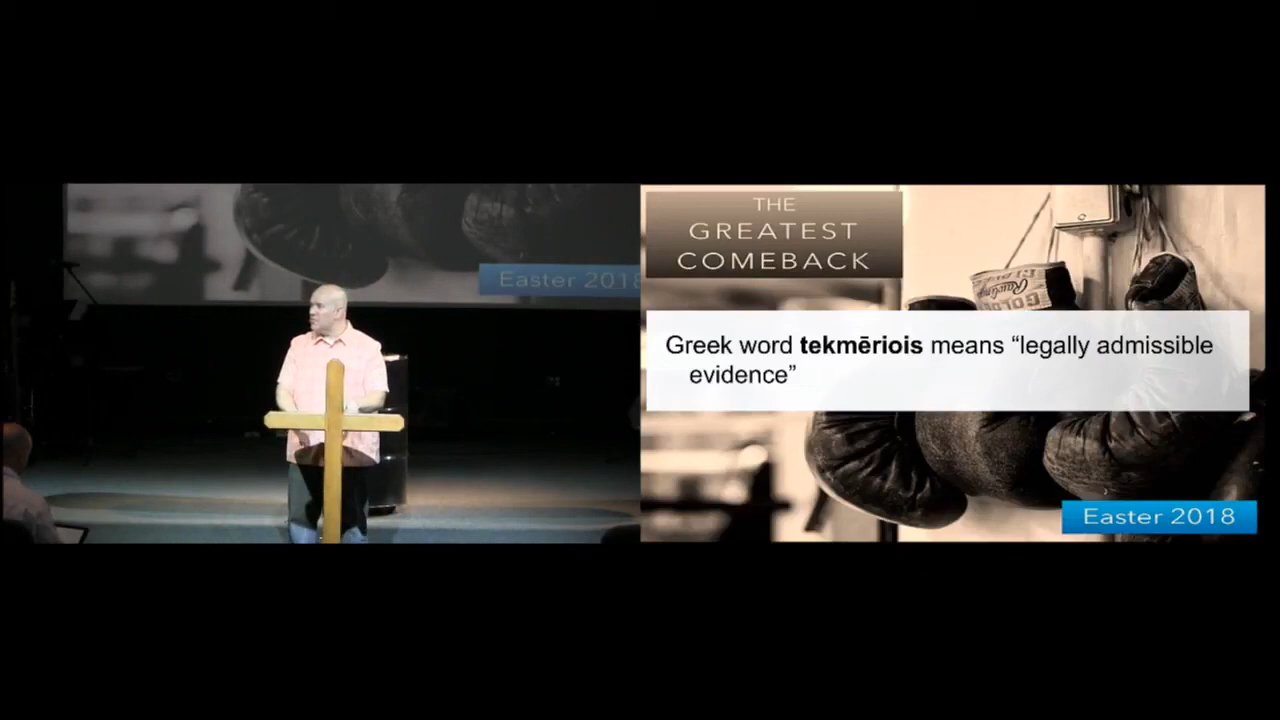 Easter 2018
THE
GREATEST
COMEBACK
Greek word tekmēriois means “legally admissible
evidence”
Easter 2018